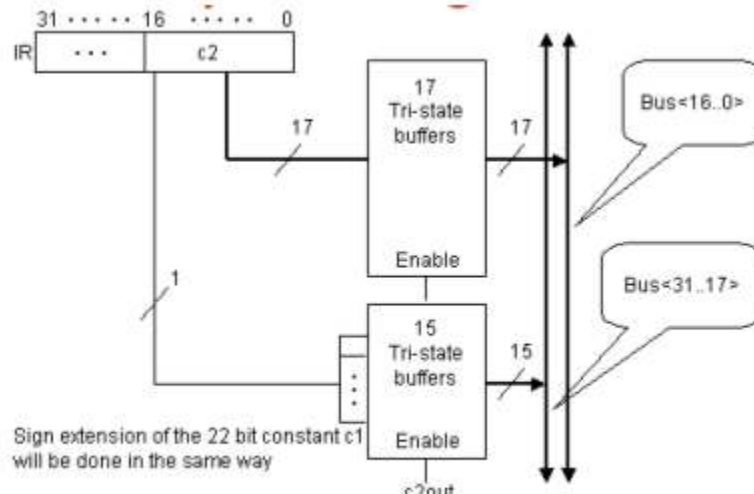 31 ..... 16 ..... 0
IR ... c2
17
Tri-state
buffers
17
17
Bus<16..0>
Enable
1
Bus<31..17>
15
Tri-state
buffers
15
Sign extension of the 22 bit constant c1
will be done in the same way
Enable
c2out